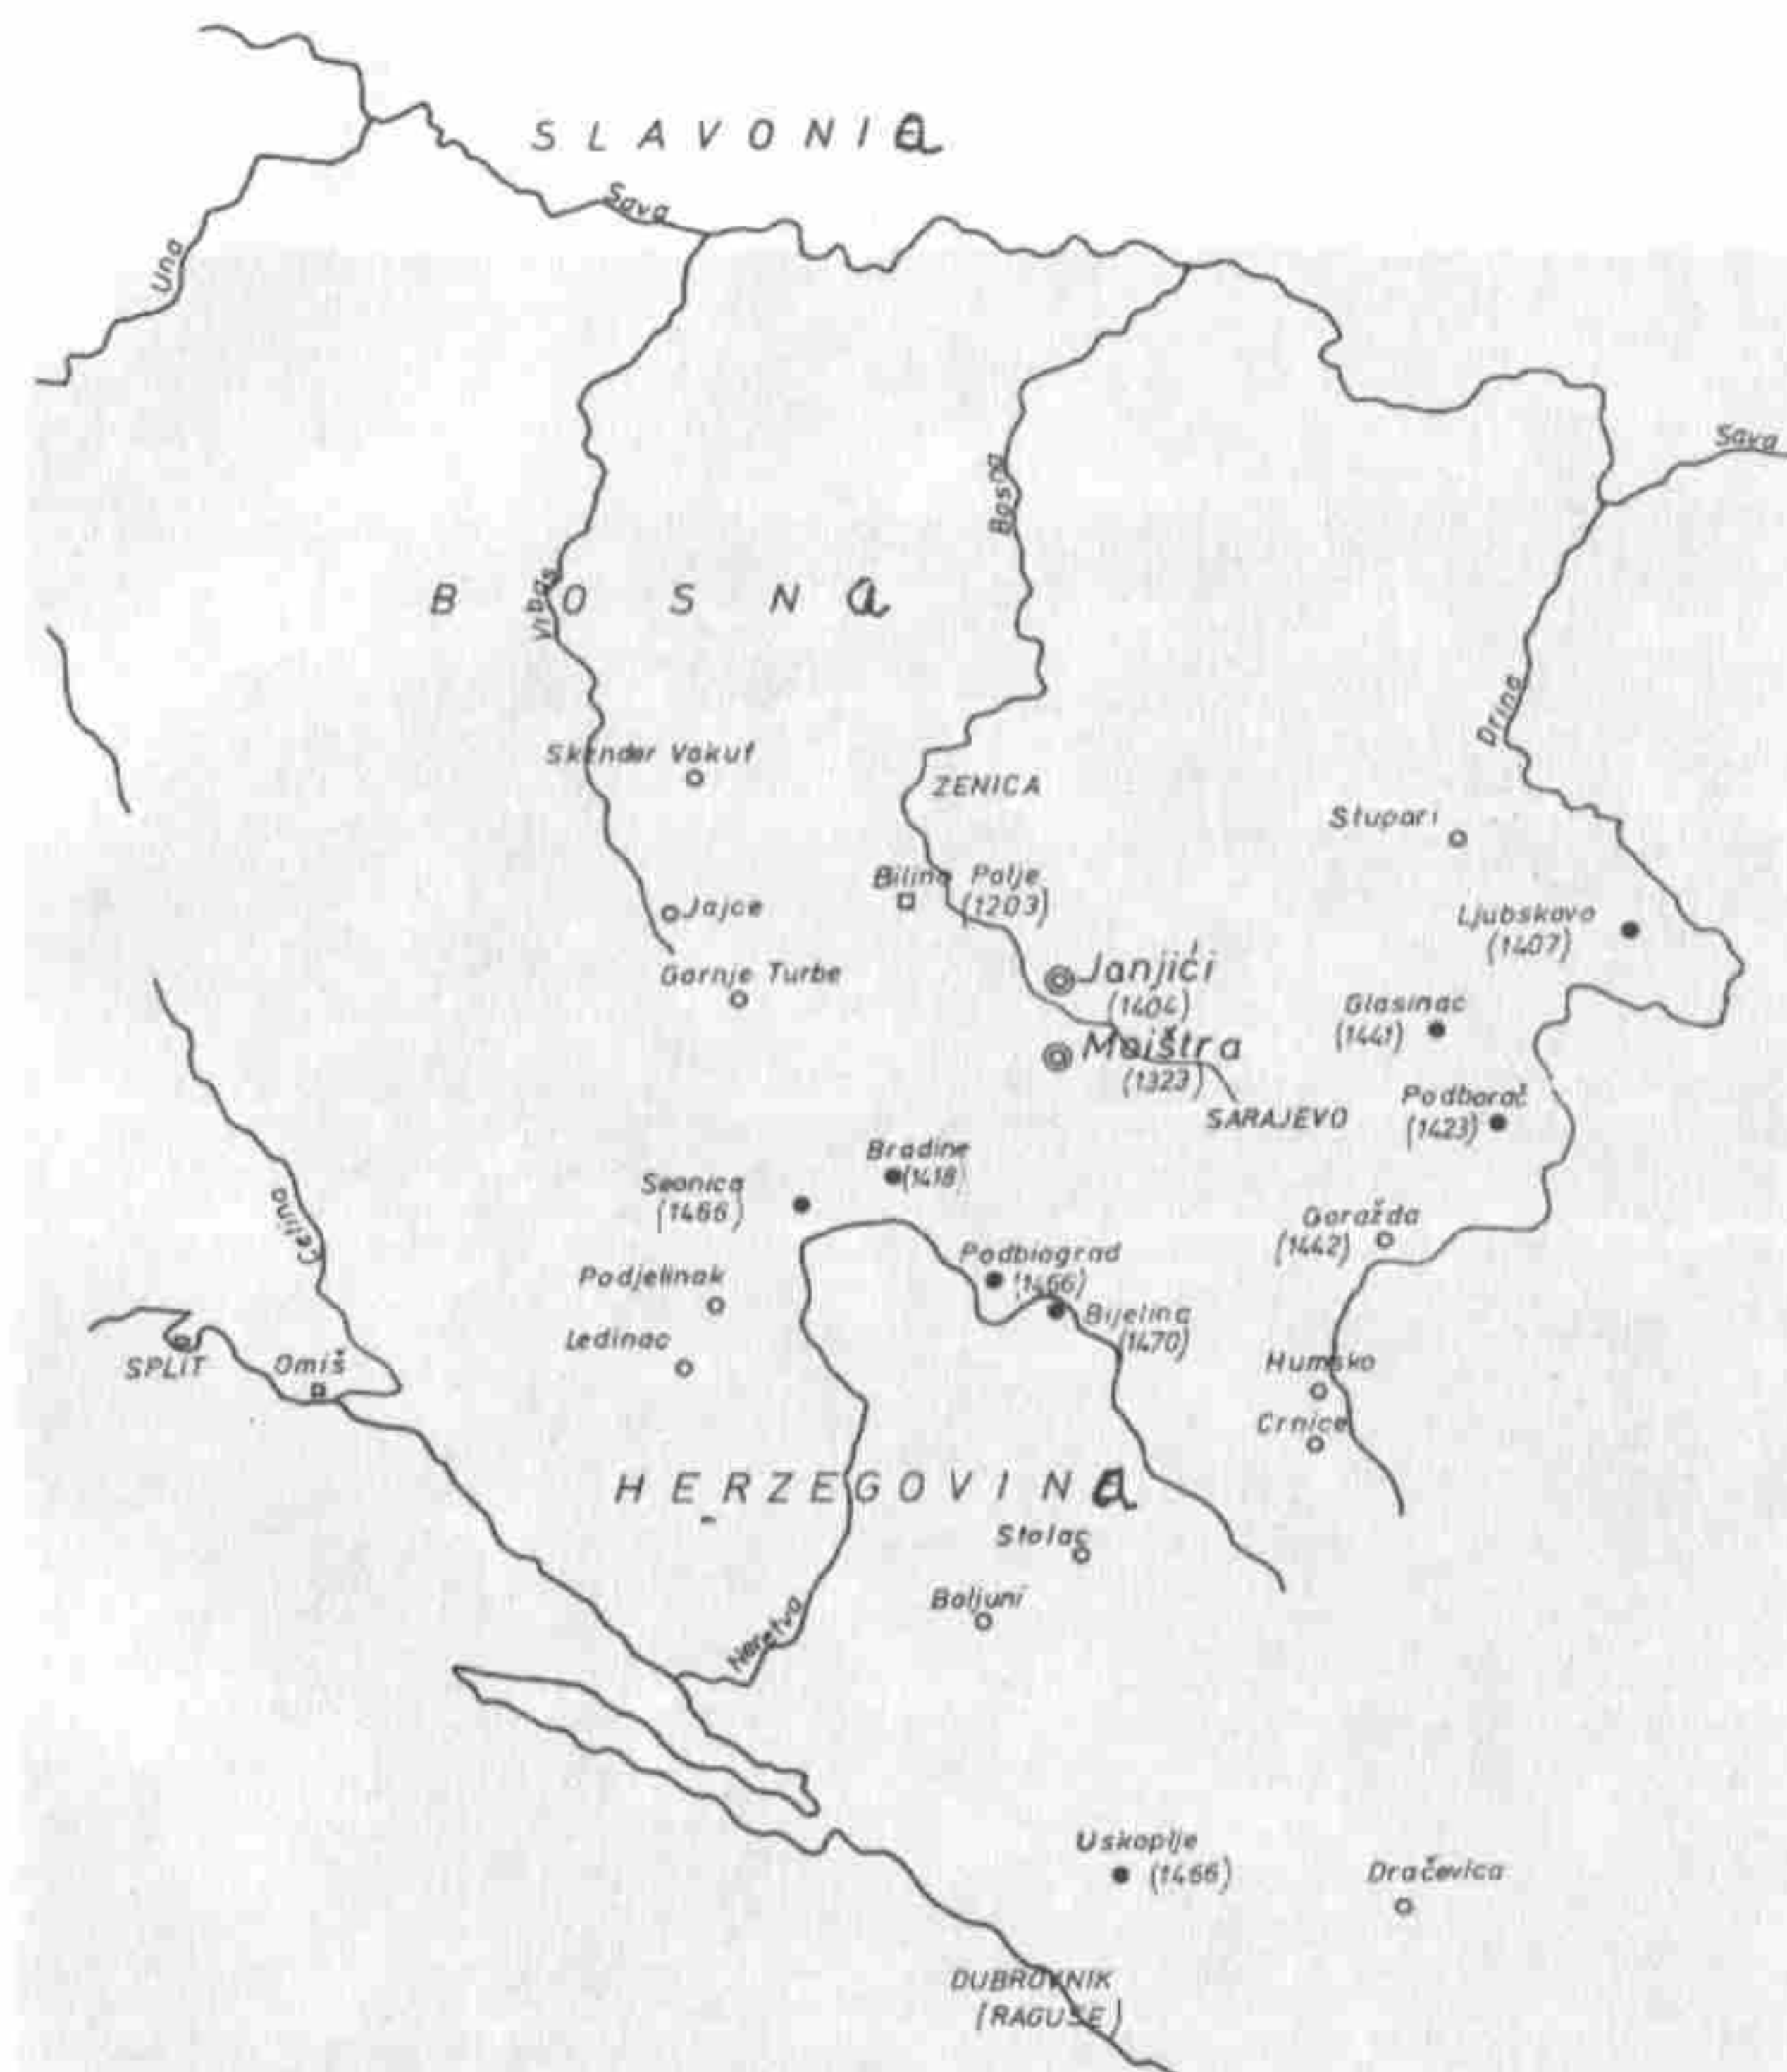 SLAVONIa
Sava
Una
Sava
Bosna
BOSNa
Vrbas
Drina
Skender Vakuf
ZENICA
Stupari
Bilino Polje
(1203)
Jajce
Ljubskovo
(1407)
Gornje Turbe
Janjići
(1404)
Glasinac
(1441)
Moištra
(1323)
Podborač
(1423)
SARAJEVO
Bradine
(1418)
Seonica
(1466)
Cetina
Goražda
(1442)
Podbiograd
(1466)
Podjelinak
Bijelina
(1470)
Ledinac
SPLIT
Omiš
Humsko
Crnice
HERZEGOVINa
Stolac
Boljuni
Neretva
Uskoplje
(1466)
Dračevica
DUBROVNIK
(RAGUSE)